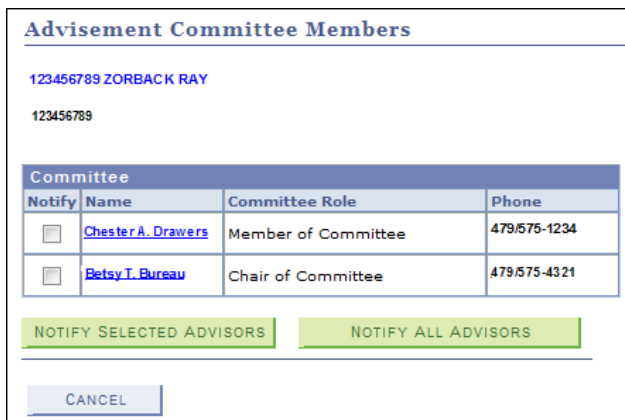 Advisement Committee Members
123456789 ZORBACK RAY
123456789
Committee
Notify Name Committee Role Phone
Chester A. Drawers Member of Committee 479/575-1234
Betsy T. Bureau Chair of Committee 479/575-4321
NOTIFY SELECTED ADVISORS NOTIFY ALL ADVISORS
CANCEL